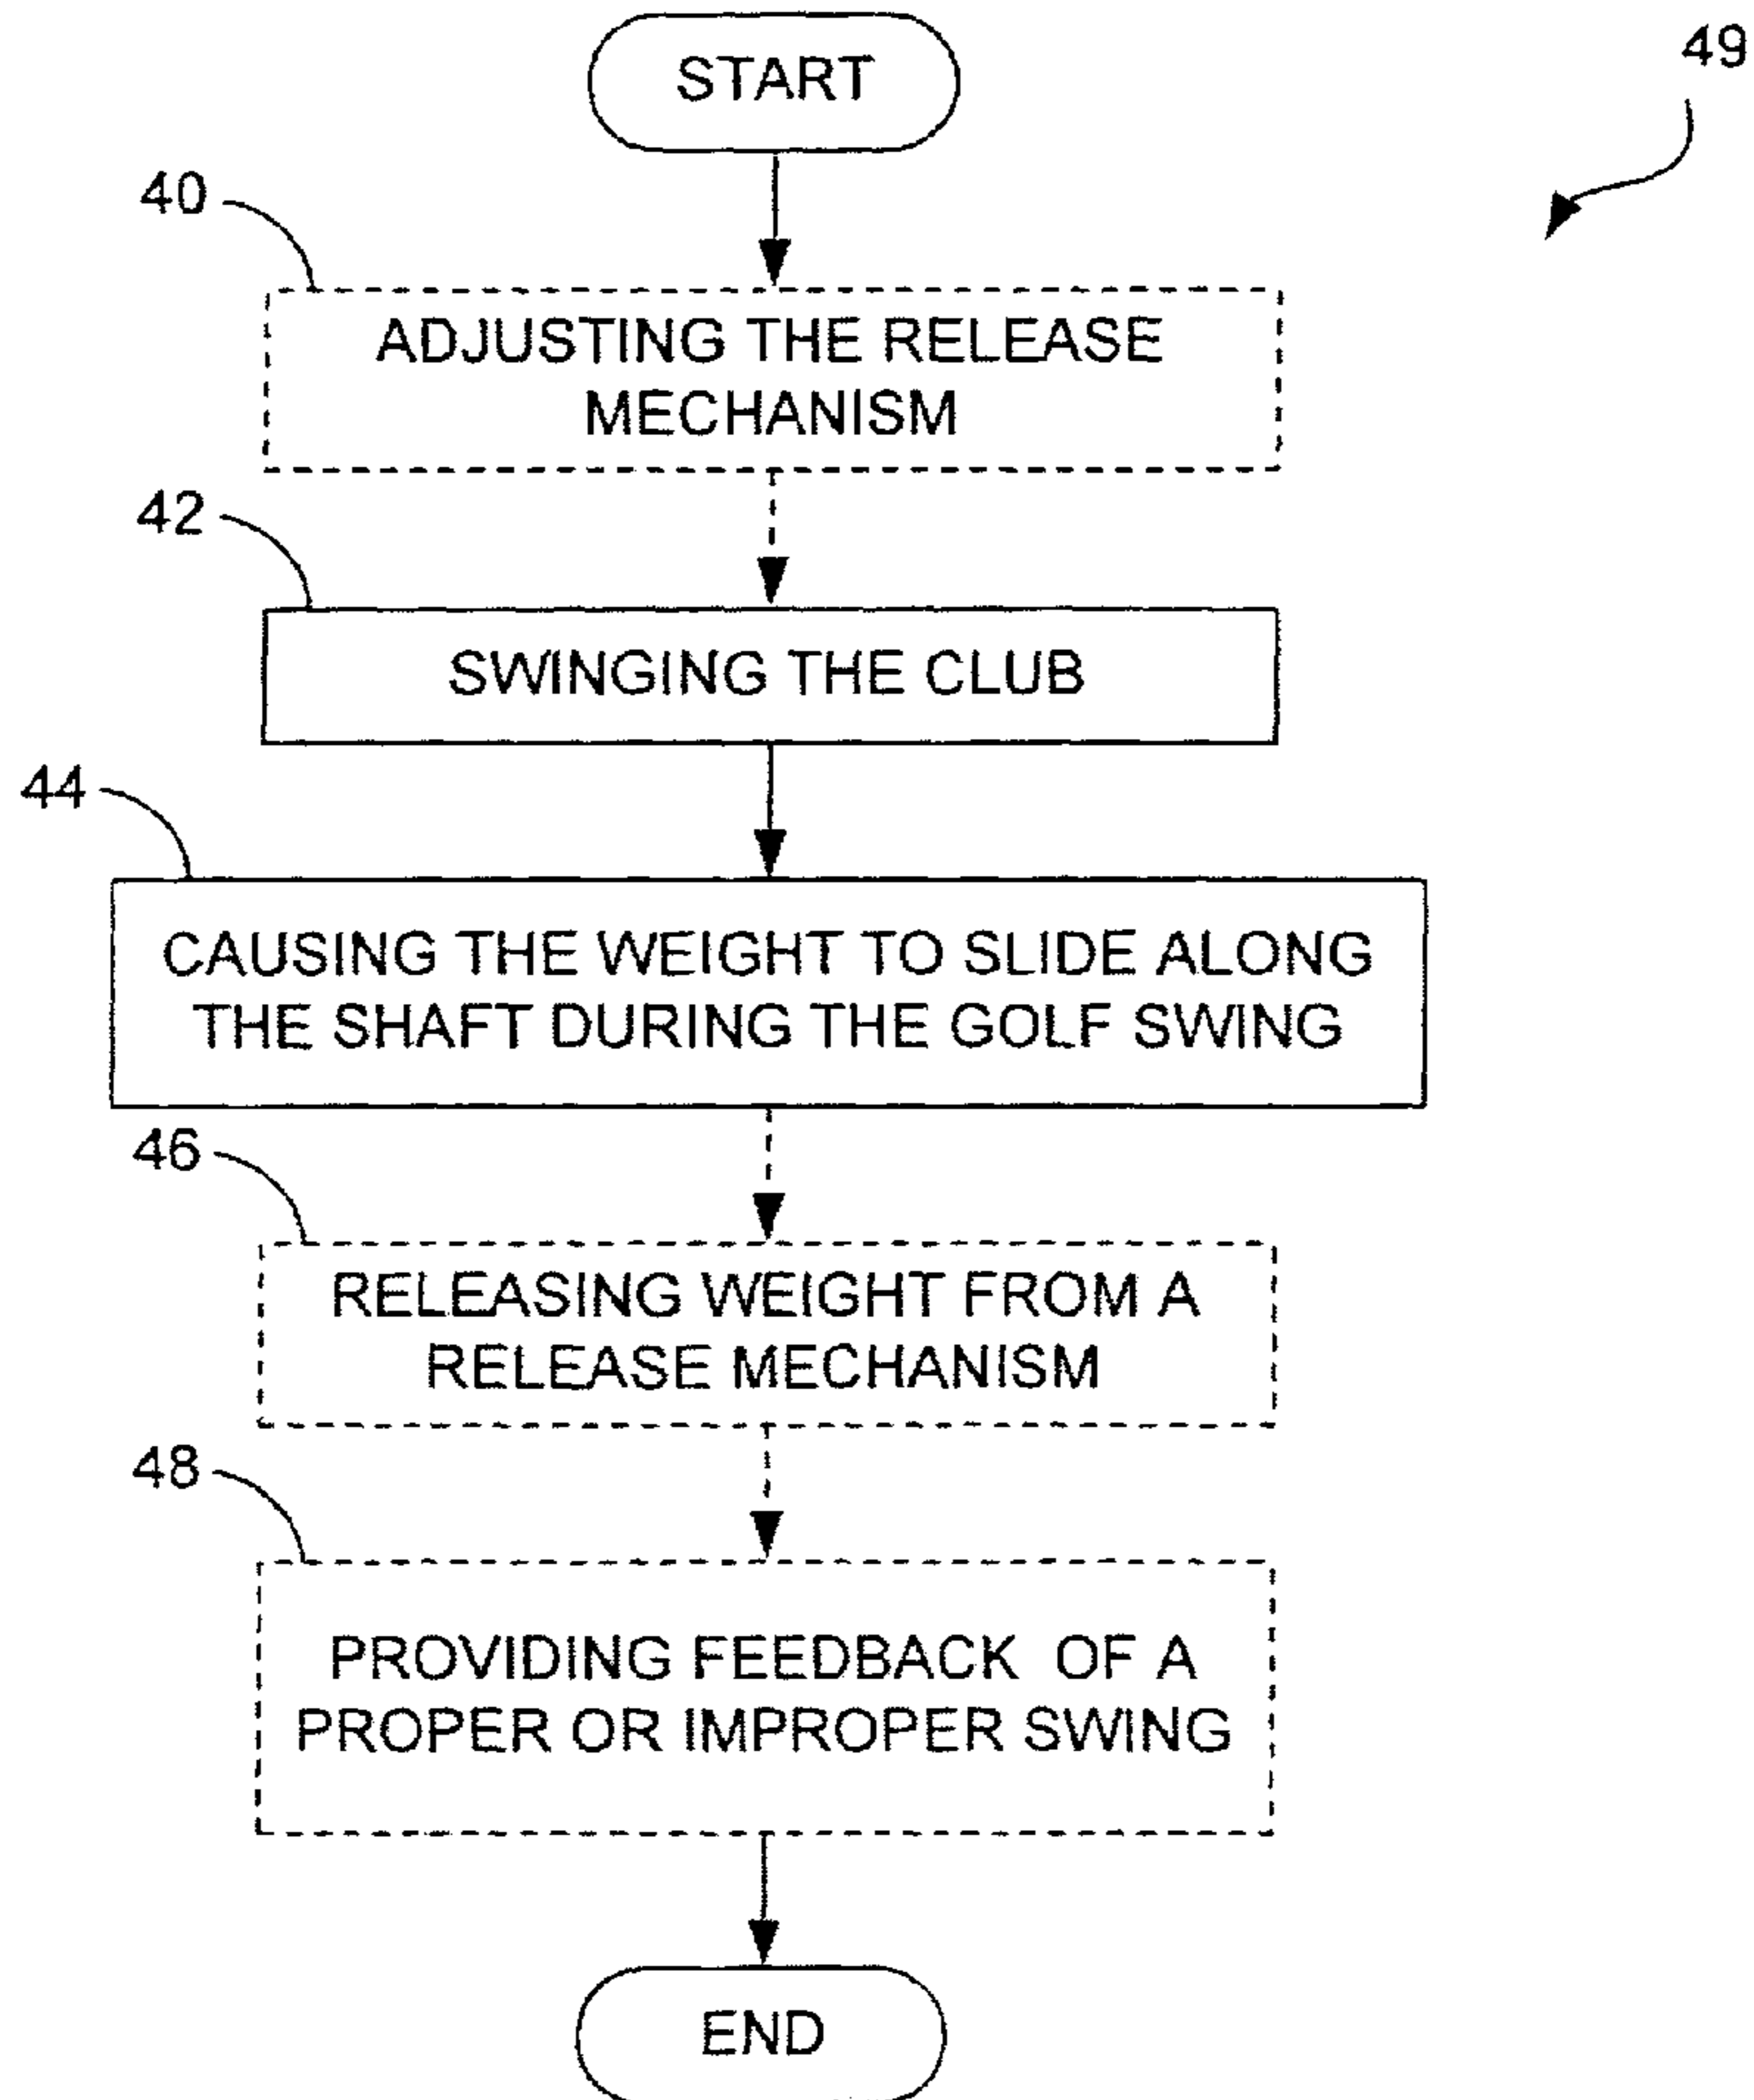 START
49
40
ADJUSTING THE RELEASE
MECHANISM
42
SWINGING THE CLUB
44
CAUSING THE WEIGHT TO SLIDE ALONG
THE SHAFT DURING THE GOLF SWING
46
RELEASING WEIGHT FROM A
RELEASE MECHANISM
48
PROVIDING FEEDBACK OF A
PROPER OR IMPROPER SWING
END